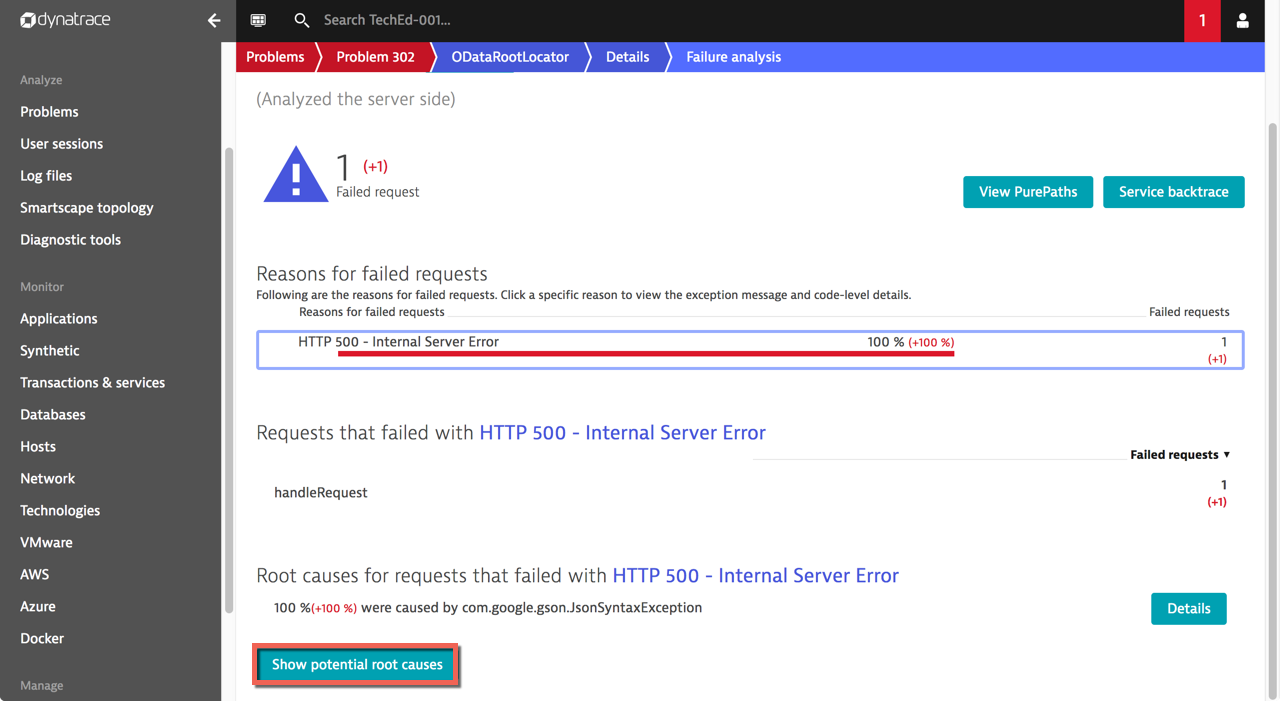 dynatrace
Search TechEd-001...
1
Problems
Problem 302
ODataRootLocator
Details
Failure analysis
Analyze
Problems
User sessions
Log files
Smartscape topology
Diagnostic tools
Monitor
Applications
Synthetic
Transactions & services
Databases
Hosts
Network
Technologies
VMware
AWS
Azure
Docker
Manage
(Analyzed the server side)
1 (+1)
Failed request
View PurePaths
Service backtrace
Reasons for failed requests
Following are the reasons for failed requests. Click a specific reason to view the exception message and code-level details.
Reasons for failed requests Failed requests
HTTP 500 - Internal Server Error 100 % (+100 %) 1
(+1)
Requests that failed with HTTP 500 - Internal Server Error
Failed requests ▼
handleRequest 1
(+1)
Root causes for requests that failed with HTTP 500 - Internal Server Error
100 %(+100 %) were caused by com.google.gson.JsonSyntaxException
Details
Show potential root causes